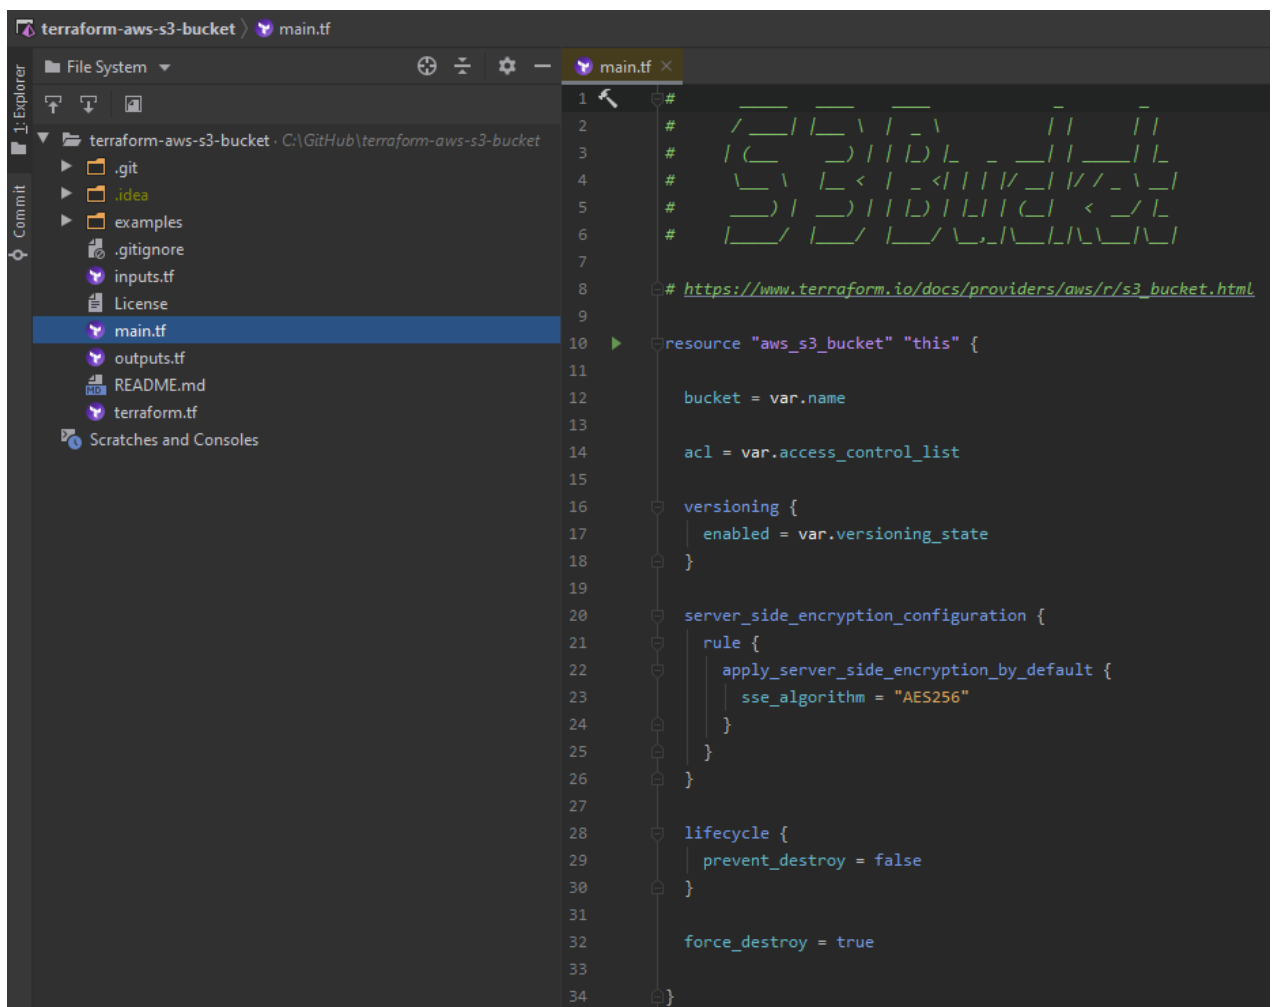 terraform-aws-s3-bucket main.tf
File System
1: Explorer
Commit
terraform-aws-s3-bucket · C:\GitHub\terraform-aws-s3-bucket
.git
.idea
examples
.gitignore
inputs.tf
License
main.tf
outputs.tf
MD README.md
terraform.tf
Scratches and Consoles
main.tf
1 #
2 #
3 #
4 # S3 Bucket
5 #
6 #
7
8 # https://www.terraform.io/docs/providers/aws/r/s3_bucket.html
9
10 resource "aws_s3_bucket" "this" {
11
12 bucket = var.name
13
14 acl = var.access_control_list
15
16 versioning {
17 enabled = var.versioning_state
18 }
19
20 server_side_encryption_configuration {
21 rule {
22 apply_server_side_encryption_by_default {
23 sse_algorithm = "AES256"
24 }
25 }
26 }
27
28 lifecycle {
29 prevent_destroy = false
30 }
31
32 force_destroy = true
33
34 }